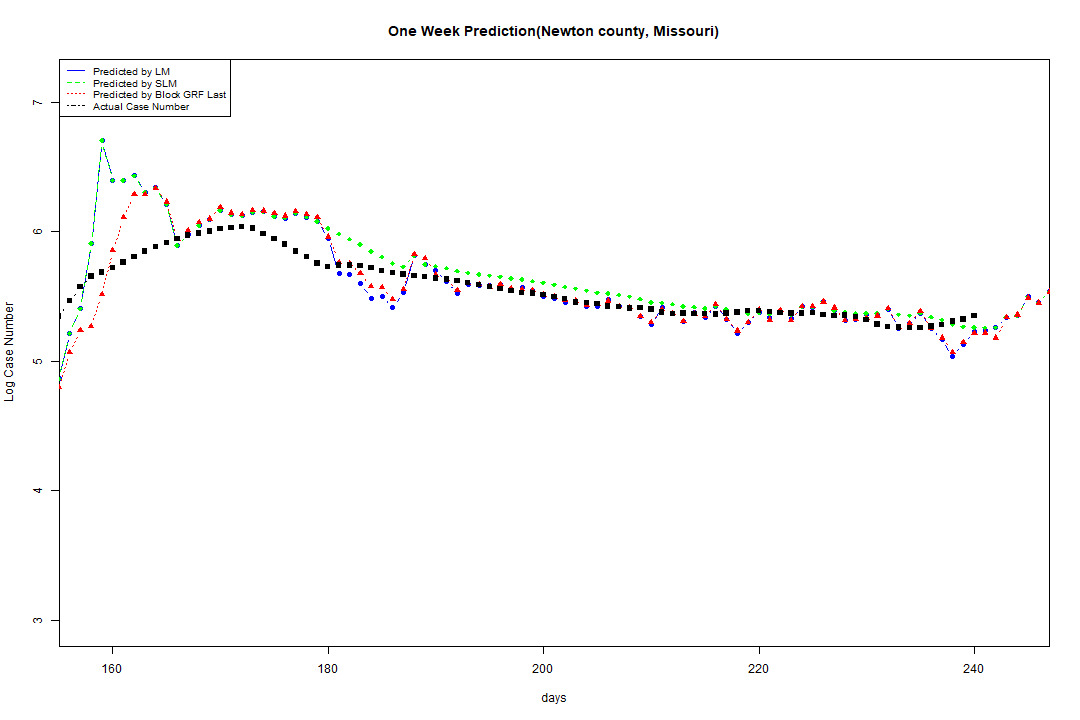 One Week Prediction(Newton county, Missouri)
Predicted by LM
Predicted by SLM
Predicted by Block GRF Last
Actual Case Number
7
6
5
4
3
Log Case Number
160 180 200 220 240
days